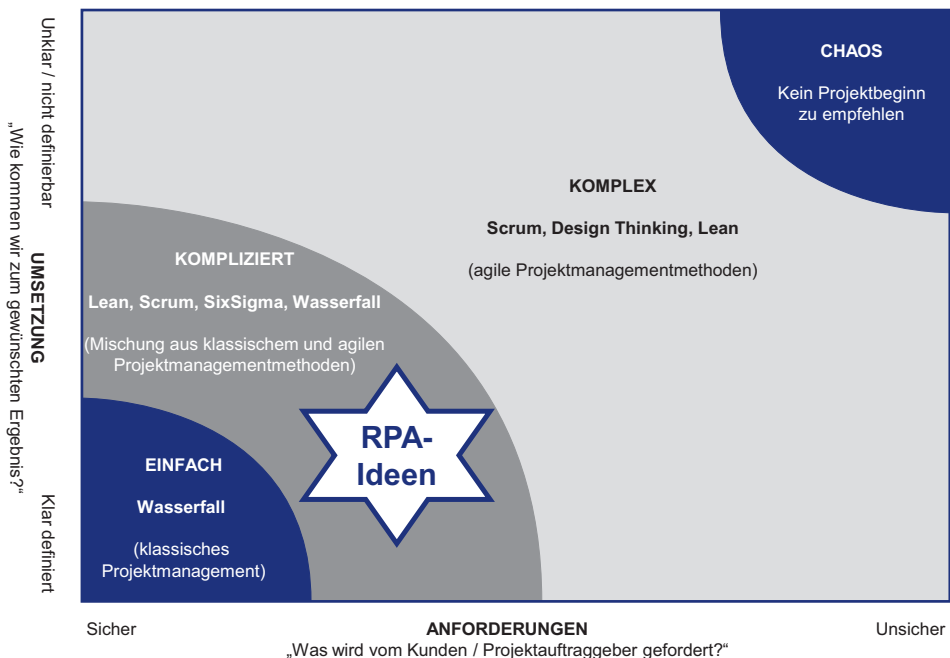 Unklar / nicht definierbar
UMSETZUNG
„Wie kommen wir zum gewünschten Ergebnis?“
Klar definiert
CHAOS
Kein Projektbeginn
zu empfehlen
KOMPLEX
Scrum, Design Thinking, Lean
(agile Projektmanagementmethoden)
KOMPLIZIERT
Lean, Scrum, SixSigma, Wasserfall
(Mischung aus klassischem und agilen
Projektmanagementmethoden)
RPA-
Ideen
EINFACH
Wasserfall
(klassisches
Projektmanagement)
Sicher
ANFORDERUNGEN
Unsicher
„Was wird vom Kunden / Projektauftraggeber gefordert?“